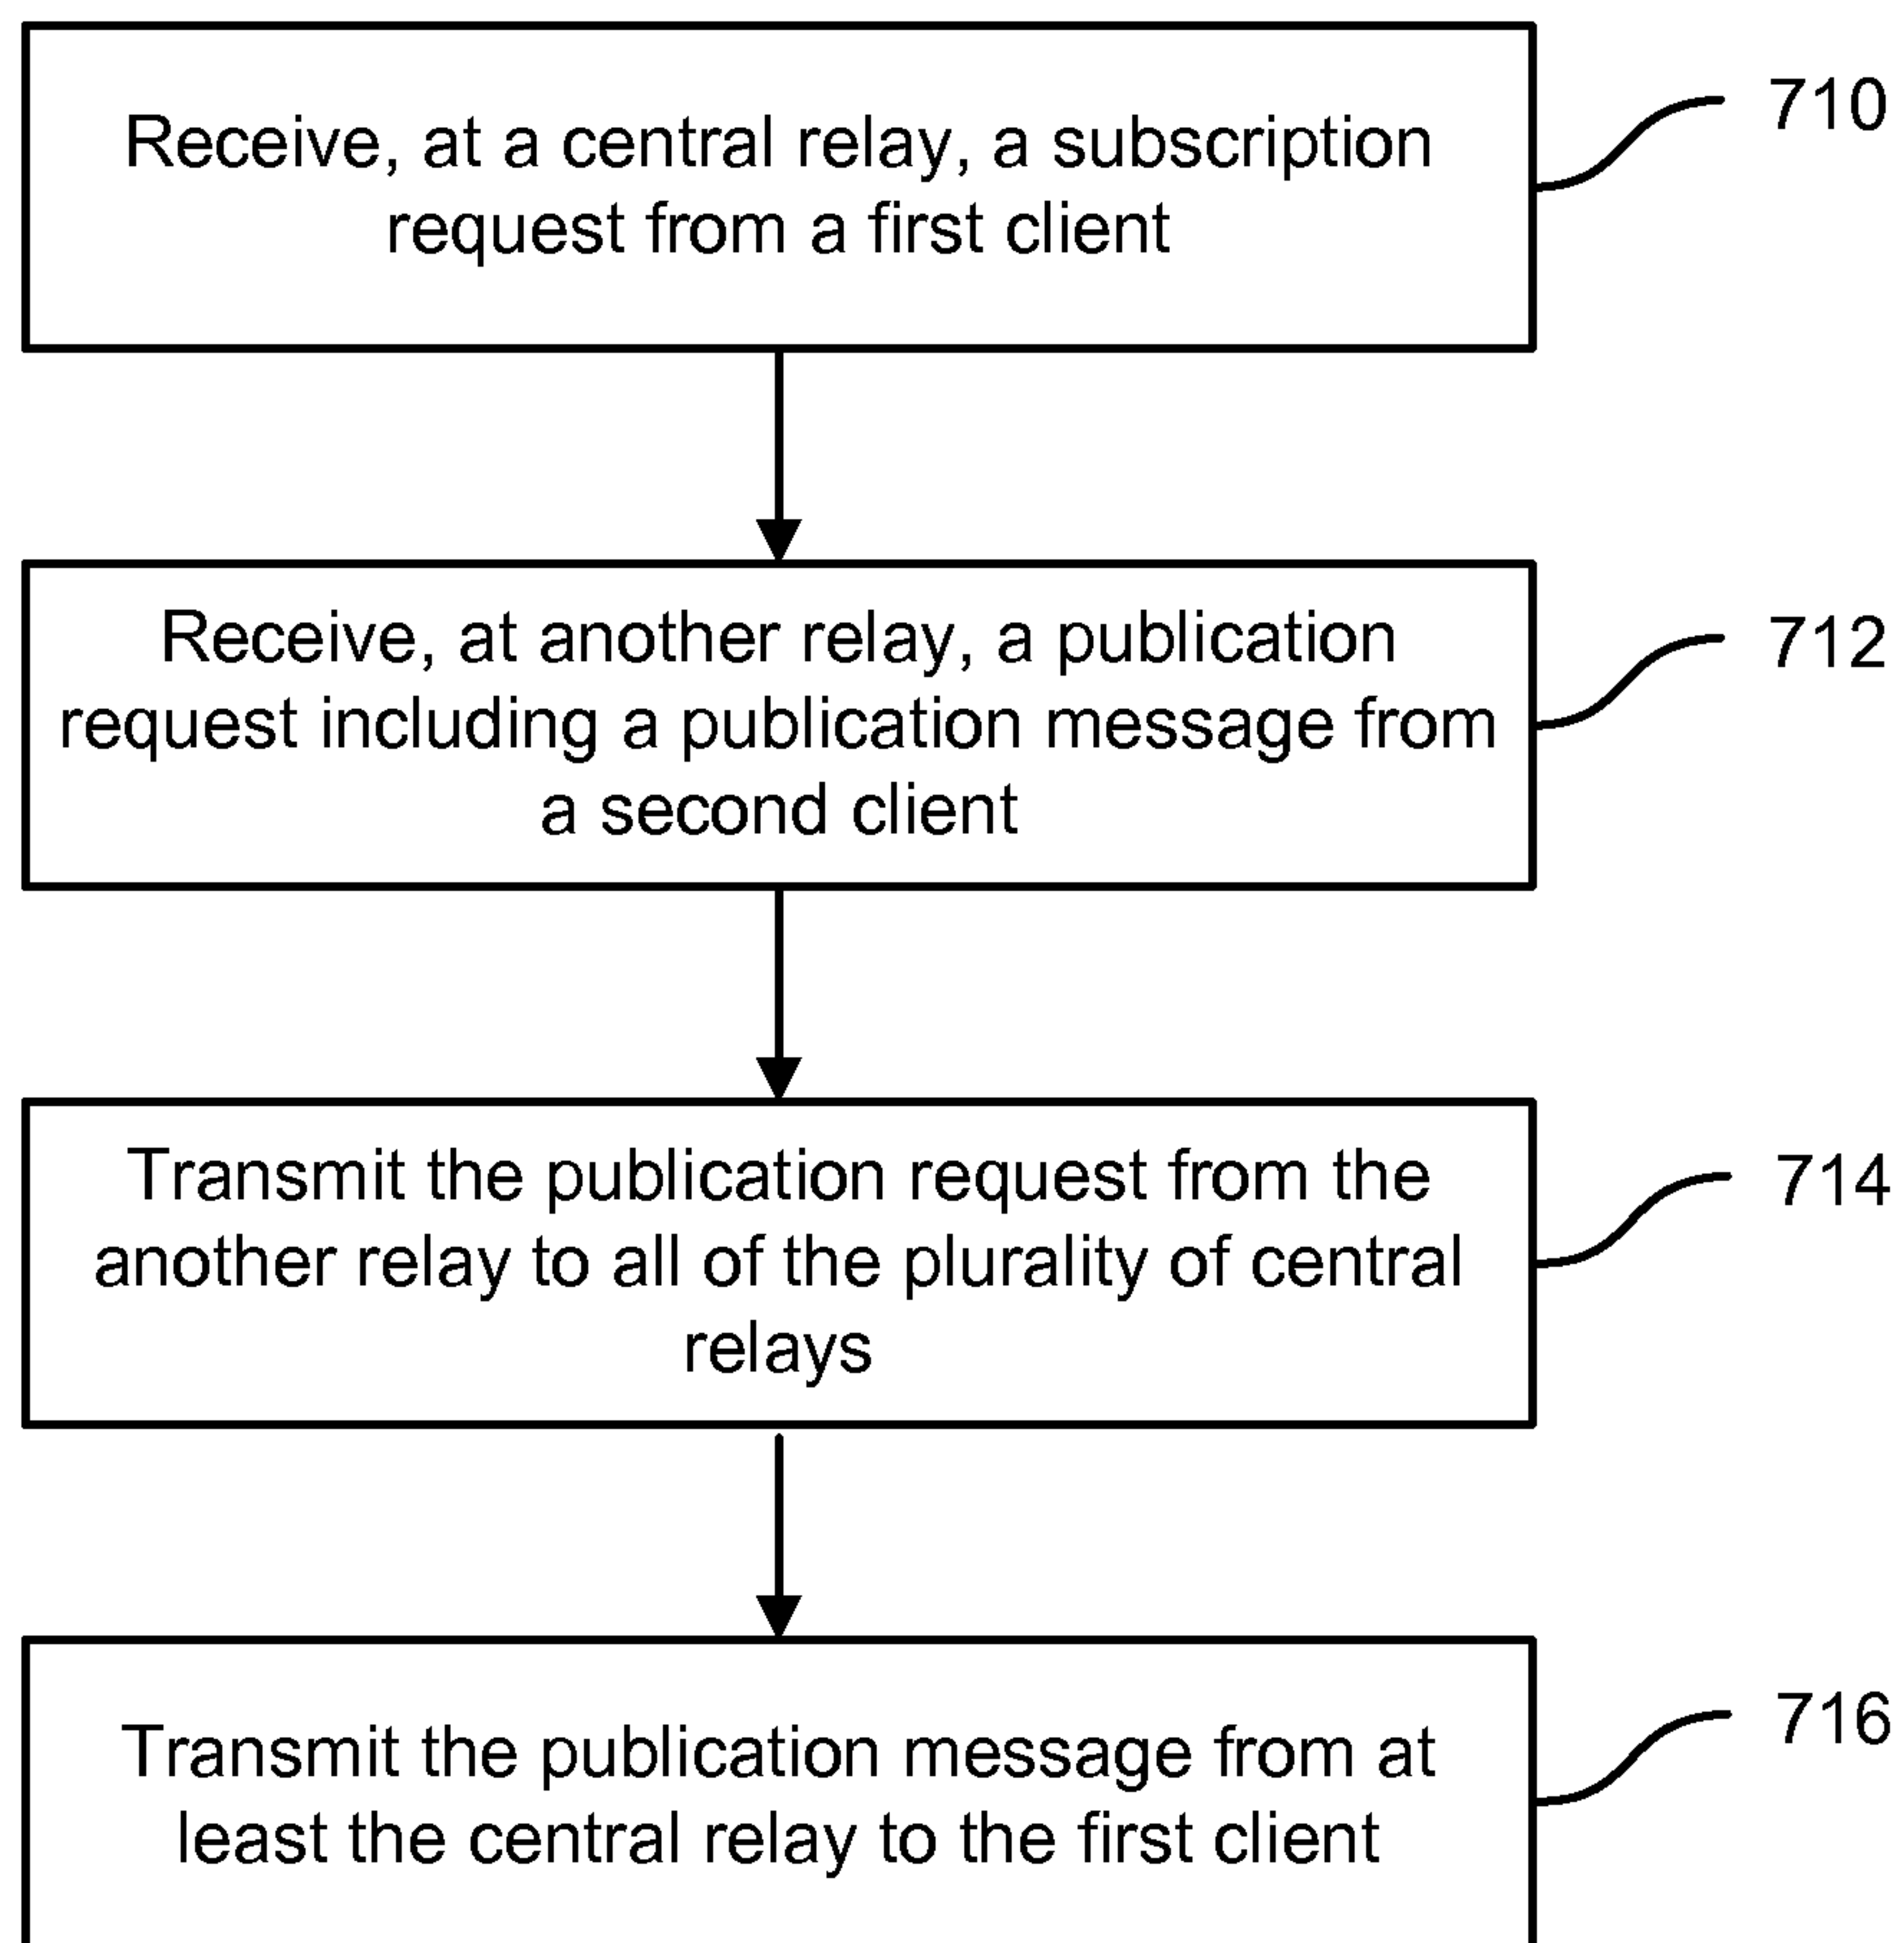 Receive, at a central relay, a subscription
request from a first client
710
Receive, at another relay, a publication
request including a publication message from
a second client
712
Transmit the publication request from the
another relay to all of the plurality of central
relays
714
Transmit the publication message from at
least the central relay to the first client
716